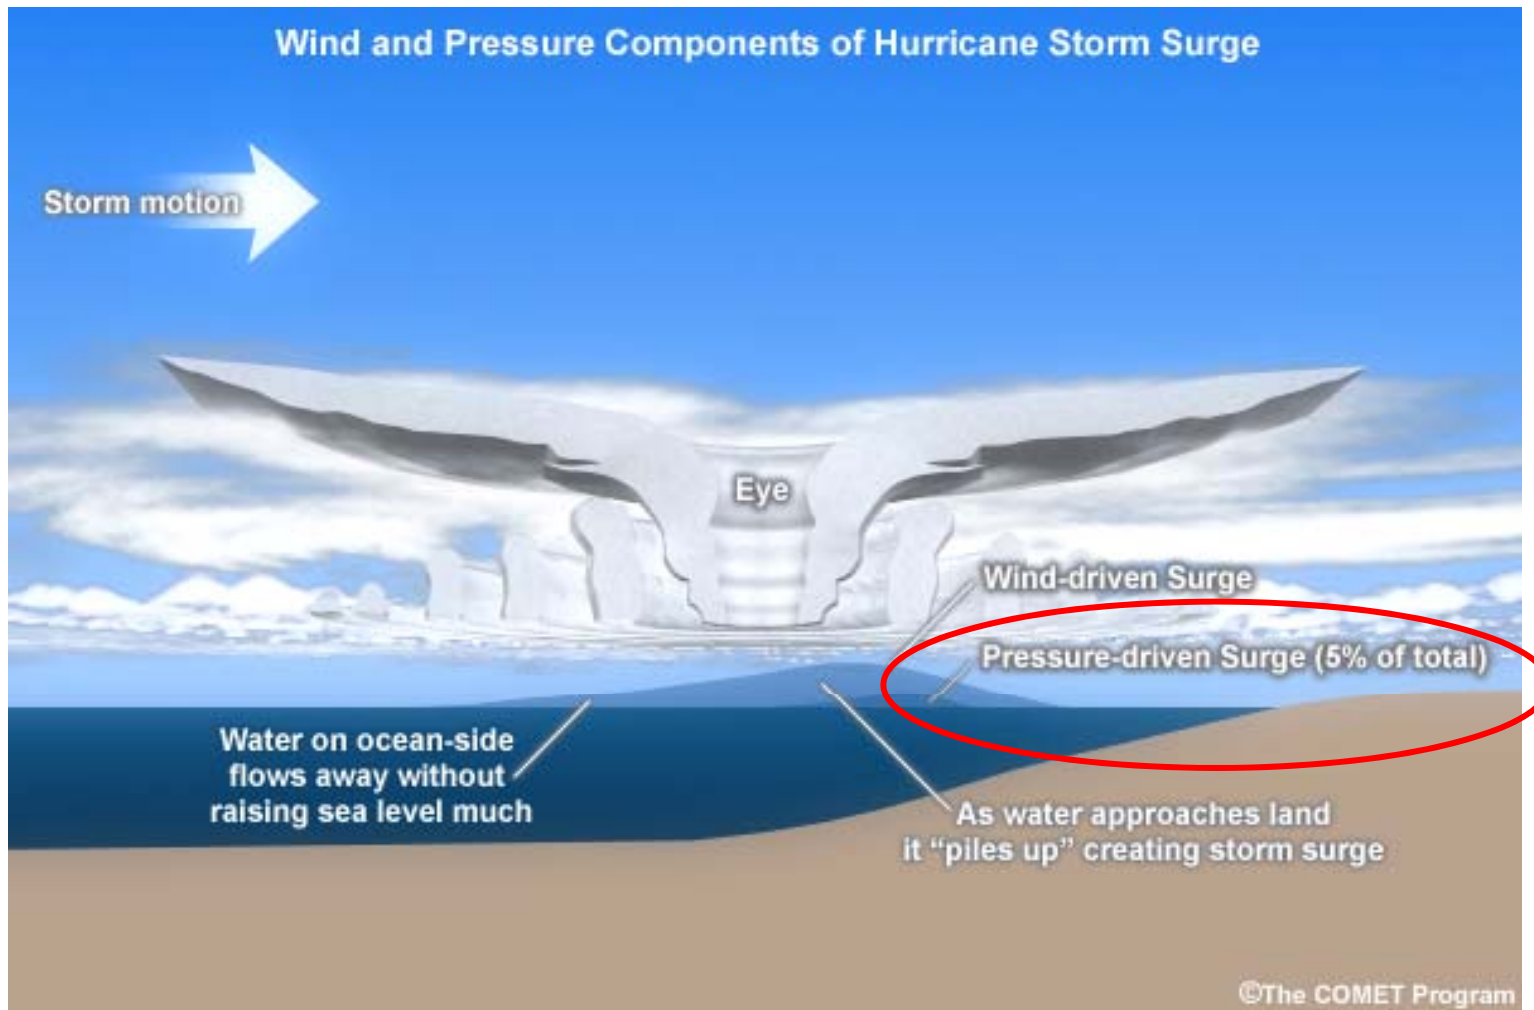 Wind and Pressure Components of Hurricane Storm Surge
Storm motion
Eye
Wind-driven Surge
Pressure-driven Surge (5% of total)
Water on ocean-side
flows away without
raising sea level much
As water approaches land
it “piles up” creating storm surge
©The COMET Program